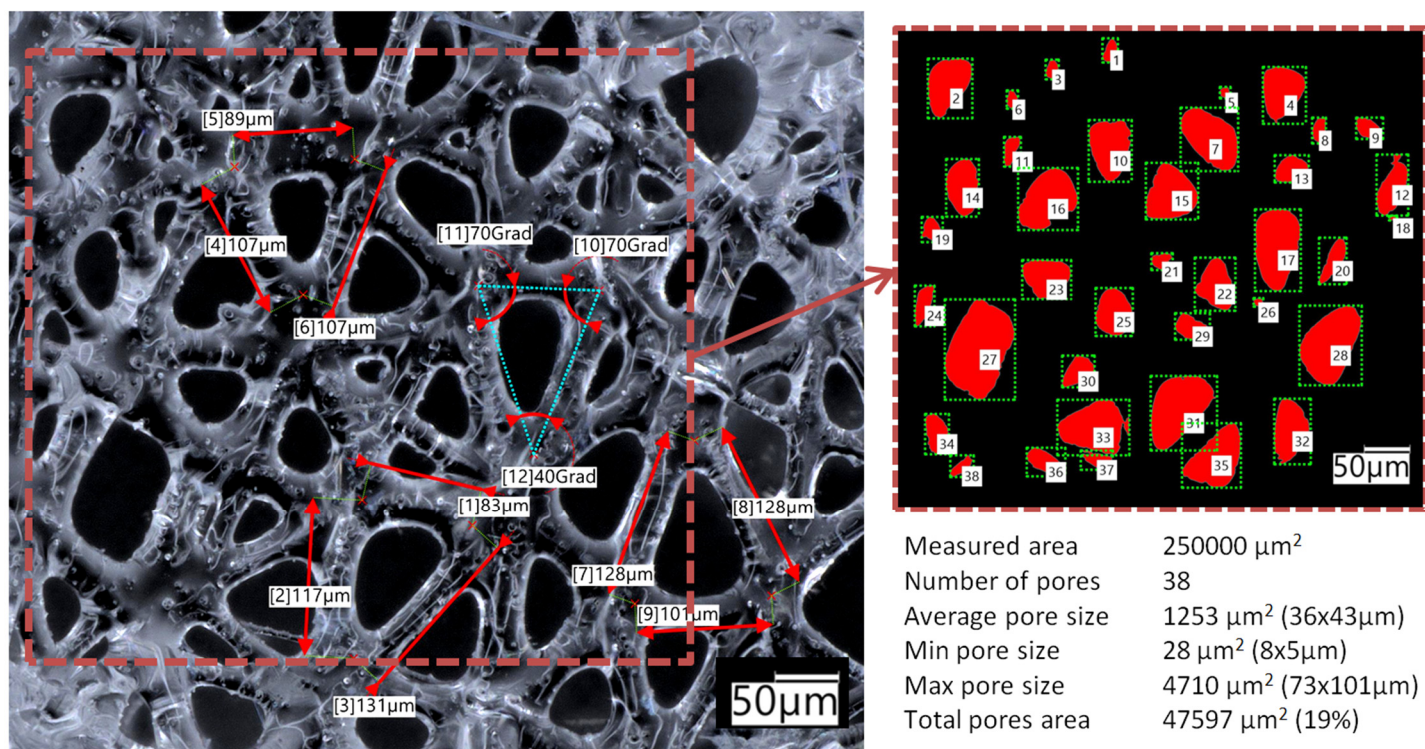 [5]89µm
[11]70Grad
[10]70Grad
[4]107µm
[6]107µm
[12]40Grad
[1]83µm
[8]128µm
[7]128µm
[2]117µm
[9]101µm
[3]131µm
50µm
1
3
2
6
5
4
8
9
7
10
11
13
14
16
15
12
18
19
21
17
20
23
22
24
25
26
29
27
28
30
31
34
33
32
38
36
37
35
50µm
Measured area 250000 µm²
Number of pores 38
Average pore size 1253 µm² (36x43µm)
Min pore size 28 µm² (8x5µm)
Max pore size 4710 µm² (73x101µm)
Total pores area 47597 µm² (19%)